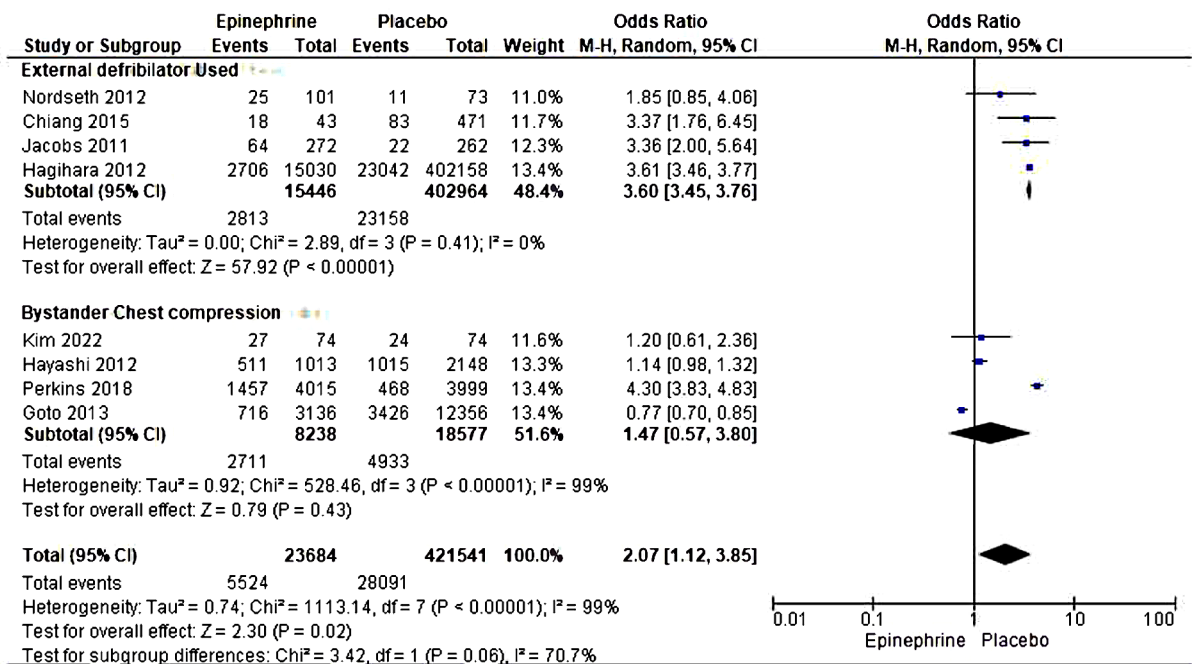 Epinephrine Placebo Odds Ratio Odds Ratio
Study or Subgroup Events Total Events Total Weight M-H, Random, 95% CI M-H, Random, 95% CI
External defribilator Used
Nordseth 2012 25 101 11 73 11.0% 1.85 [0.85, 4.06]
Chiang 2015 18 43 83 471 11.7% 3.37 [1.76, 6.45]
Jacobs 2011 64 272 22 262 12.3% 3.36 [2.00, 5.64]
Hagihara 2012 2706 15030 23042 402158 13.4% 3.61 [3.46, 3.77]
Subtotal (95% CI) 15446 402964 48.4% 3.60 [3.45, 3.76]
Total events 2813 23158
Heterogeneity: Tau² = 0.00; Chi² = 2.89, df = 3 (P = 0.41); I² = 0%
Test for overall effect: Z = 57.92 (P < 0.00001)
Bystander Chest compression
Kim 2022 27 74 24 74 11.6% 1.20 [0.61, 2.36]
Hayashi 2012 511 1013 1015 2148 13.3% 1.14 [0.98, 1.32]
Perkins 2018 1457 4015 468 3999 13.4% 4.30 [3.83, 4.83]
Goto 2013 716 3136 3426 12356 13.4% 0.77 [0.70, 0.85]
Subtotal (95% CI) 8238 18577 51.6% 1.47 [0.57, 3.80]
Total events 2711 4933
Heterogeneity: Tau² = 0.92; Chi² = 528.46, df = 3 (P < 0.00001); I² = 99%
Test for overall effect: Z = 0.79 (P = 0.43)
Total (95% CI) 23684 421541 100.0% 2.07 [1.12, 3.85]
Total events 5524 28091
Heterogeneity: Tau² = 0.74; Chi² = 1113.14, df = 7 (P < 0.00001); I² = 99%
Test for overall effect: Z = 2.30 (P = 0.02)
Test for subgroup differences: Chi² = 3.42, df = 1 (P = 0.06), I² = 70.7%
0.01 0.1 1 10 100
Epinephrine Placebo